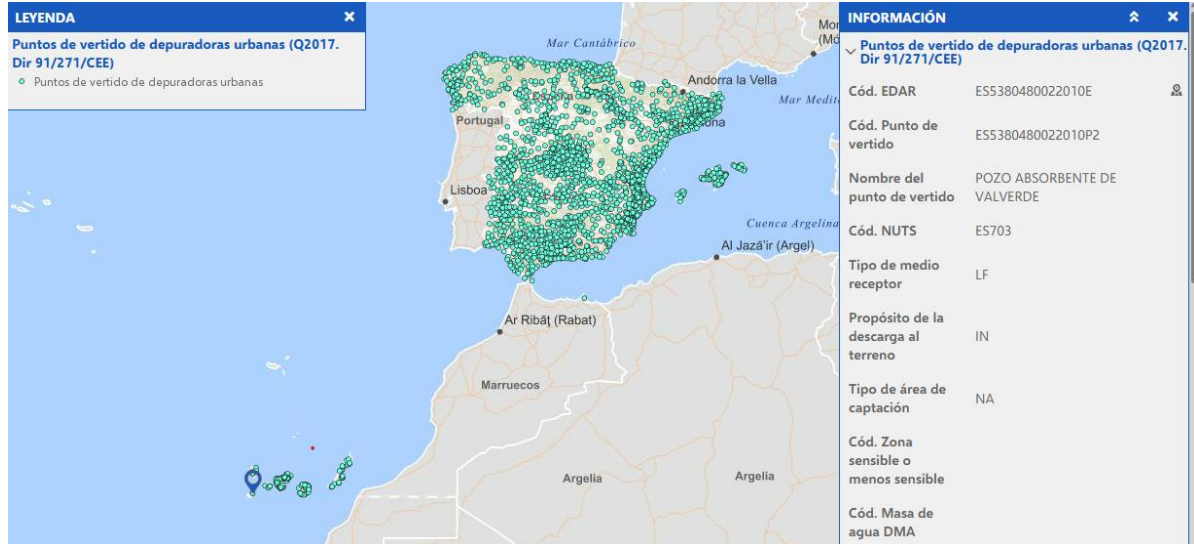 LEYENDA
Puntos de vertido de depuradoras urbanas (Q2017.
Dir 91/271/CEE)
Puntos de vertido de depuradoras urbanas
Mar Cantábrico
Andorra la Vella
Portugal
Lisboa
Cuenca Argelina
Al Jazā'ir (Argel)
Ar Ribāţ (Rabat)
Marruecos
Argelia
Argelia
INFORMACIÓN
Puntos de vertido de depuradoras urbanas (Q2017.
Dir 91/271/CEE)
Cód. EDAR ES5380480022010E
Cód. Punto de
vertido ES5380480022010P2
Nombre del
punto de vertido
POZO ABSORBENTE DE
VALVERDE
Cód. NUTS ES703
Tipo de medio
receptor LF
Propósito de la
descarga al
terreno IN
Tipo de área de
captación NA
Cód. Zona
sensible o
menos sensible
Cód. Masa de
agua DMA